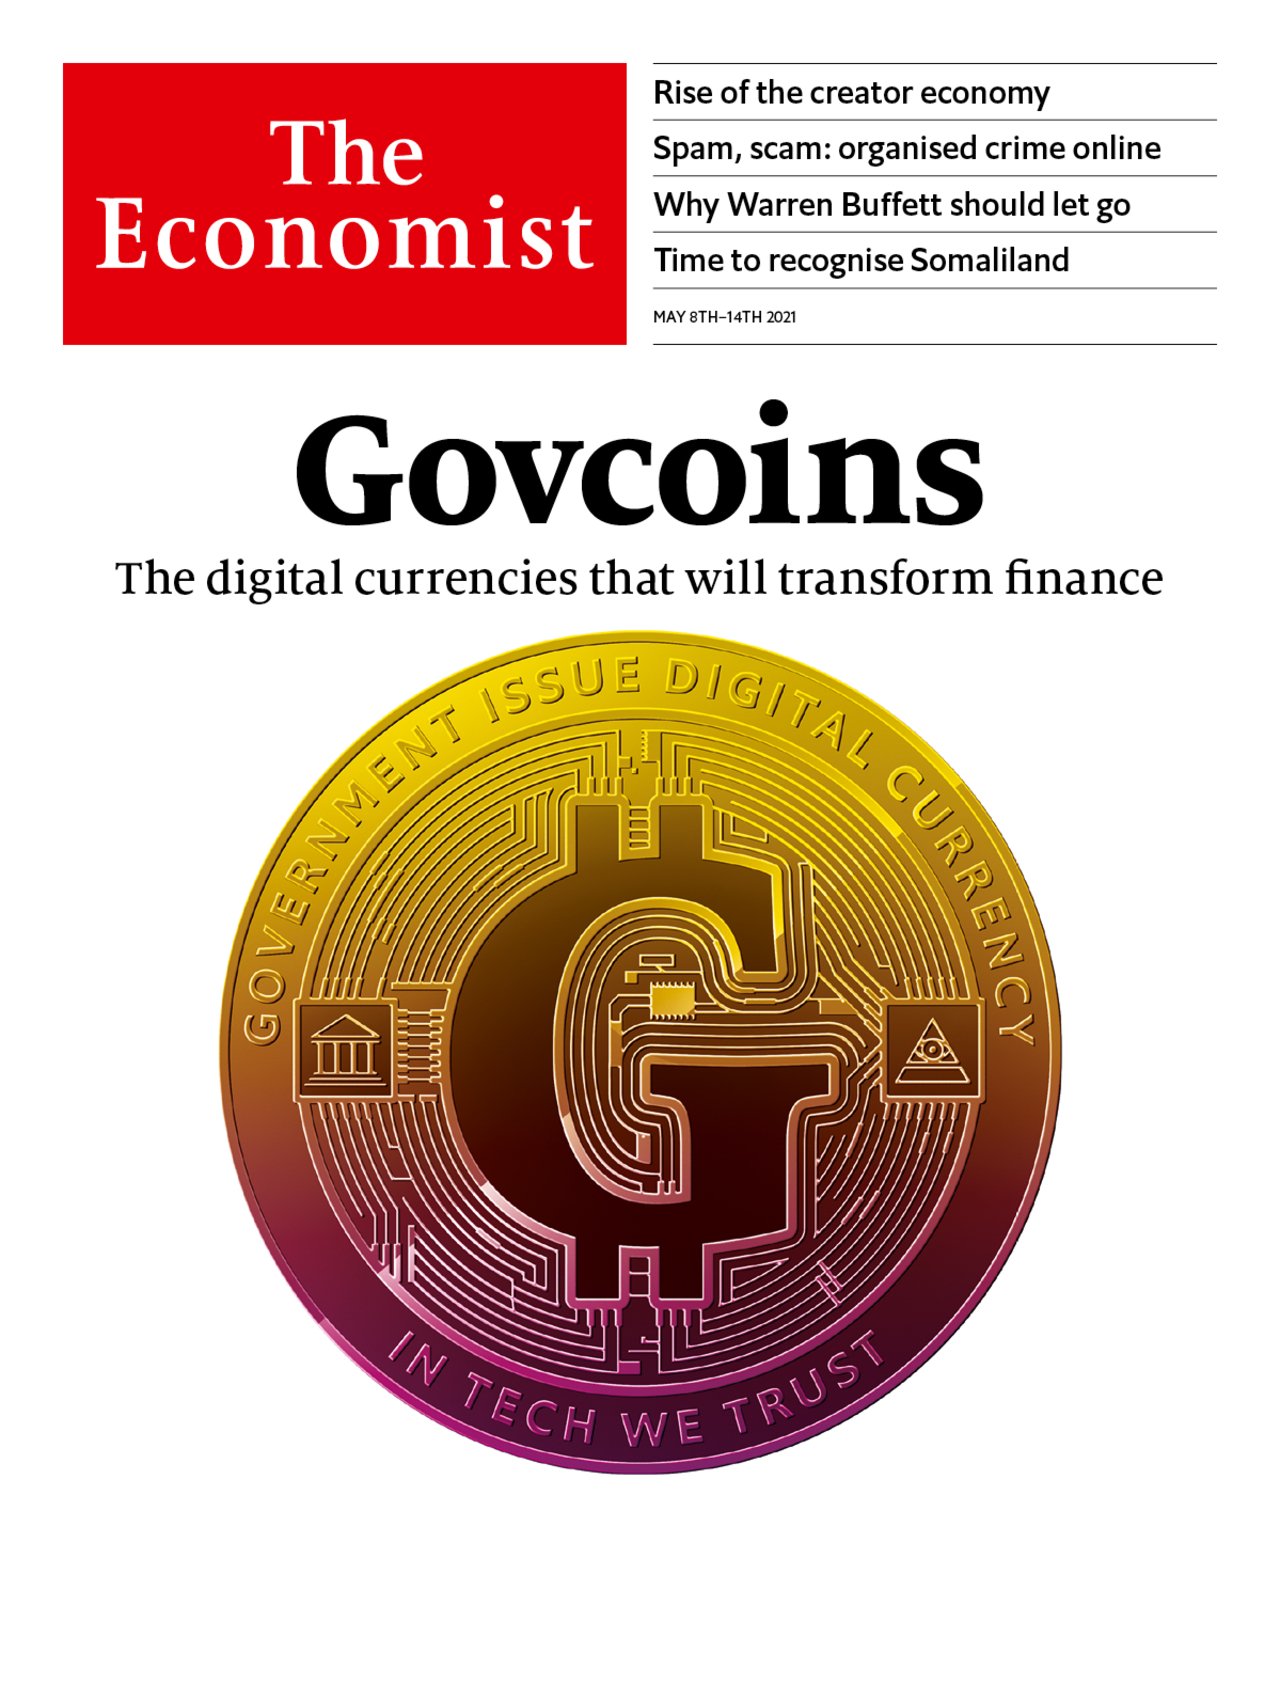 The
Economist
Rise of the creator economy
Spam, scam: organised crime online
Why Warren Buffett should let go
Time to recognise Somaliland
MAY 8TH–14TH 2021
Govcoins
The digital currencies that will transform finance
GOVERNMENT ISSUE DIGITAL CURRENCY
G
IN TECH WE TRUST